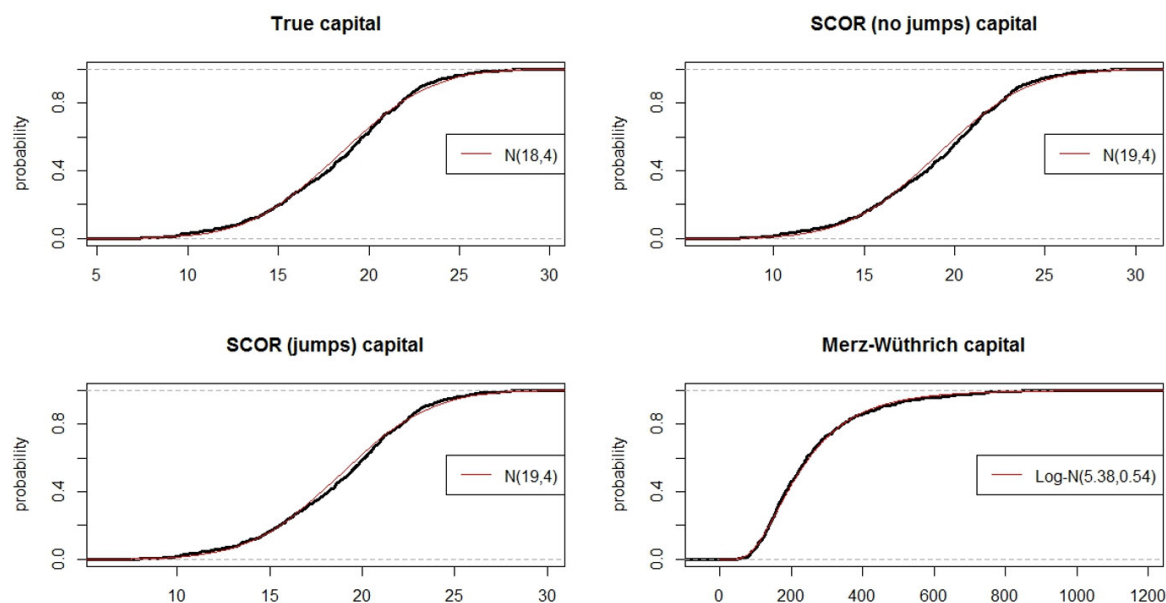 True capital
probability
0.0 0.4 0.8
N(18,4)
5 10 15 20 25 30
SCOR (no jumps) capital
probability
0.0 0.4 0.8
N(19,4)
10 15 20 25 30
SCOR (jumps) capital
probability
0.0 0.4 0.8
N(19,4)
10 15 20 25 30
Merz-Wüthrich capital
probability
0.0 0.4 0.8
Log-N(5.38,0.54)
0 200 400 600 800 1000 1200